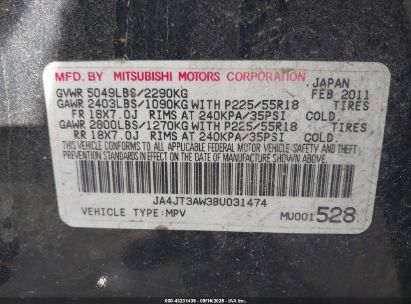 MFD. BY MITSUBISHI MOTORS CORPORATION
JAPAN
GVWR 5049LBS/2290KG FEB 2011
GAWR 2403LBS/1090KG WITH P225/55R18 TIRES
FR 18X7.0J RIMS AT 240KPA/35PSI COLD
GAWR 2800LBS/1270KG WITH P225/55R18 TIRES
RR 18X7.0J RIMS AT 240KPA/35PSI COLD
THIS VEHICLE CONFORMS TO ALL APPLICABLE
FEDERAL MOTOR VEHICLE SAFETY AND THEFT
PREVENTION STANDARDS IN EFFECT ON THE DATE OF
MANUFACTURE SHOWN ABOVE.
JA4JT3AW3BU031474
VEHICLE TYPE:MPV MU001528